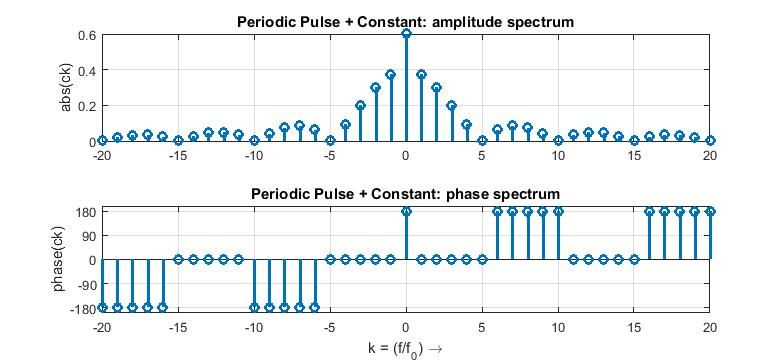 Periodic Pulse + Constant: amplitude spectrum
abs(ck)
0.6
0.4
0.2
0
-20 -15 -10 -5 0 5 10 15 20
Periodic Pulse + Constant: phase spectrum
phase(ck)
180
90
0
-90
-180
-20 -15 -10 -5 0 5 10 15 20
k = (f/f₀) →